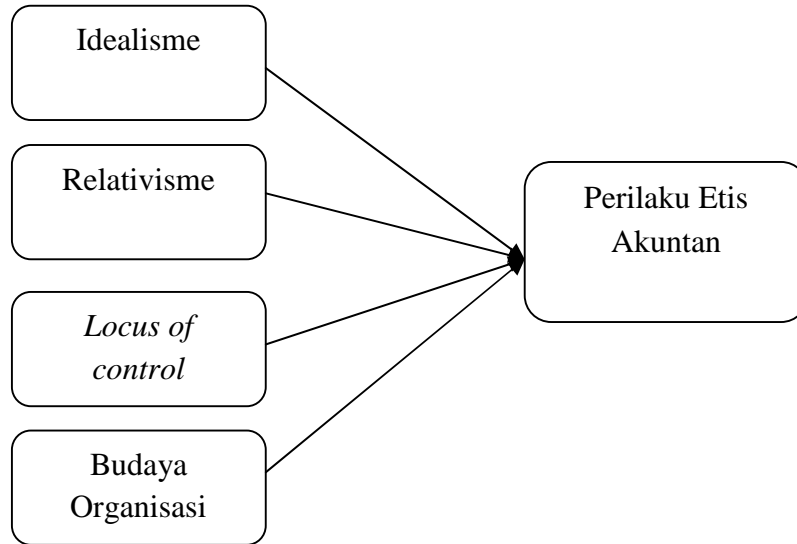 Idealisme
Relativisme
Locus of
control
Budaya
Organisasi
Perilaku Etis
Akuntan